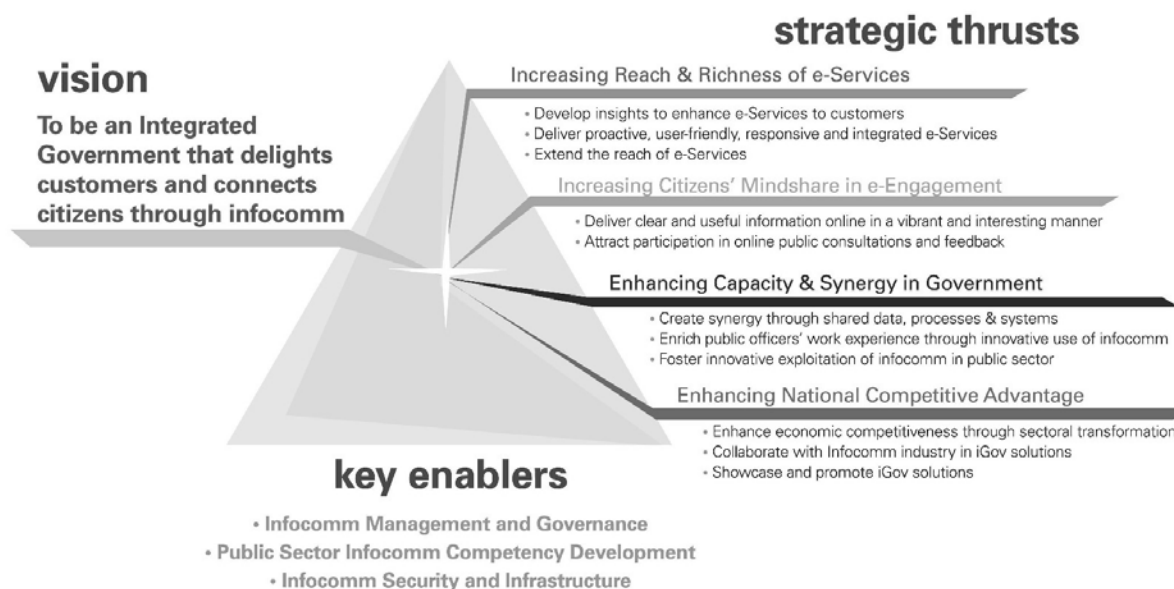 vision
To be an Integrated
Government that delights
customers and connects
citizens through infocomm
strategic thrusts
Increasing Reach & Richness of e-Services
• Develop insights to enhance e-Services to customers
• Deliver proactive, user-friendly, responsive and integrated e-Services
• Extend the reach of e-Services
Increasing Citizens' Mindshare in e-Engagement
• Deliver clear and useful information online in a vibrant and interesting manner
• Attract participation in online public consultations and feedback
Enhancing Capacity & Synergy in Government
• Create synergy through shared data, processes & systems
• Enrich public officers' work experience through innovative use of infocomm
• Foster innovative exploitation of infocomm in public sector
Enhancing National Competitive Advantage
• Enhance economic competitiveness through sectoral transformation
• Collaborate with Infocomm industry in iGov solutions
• Showcase and promote iGov solutions
key enablers
• Infocomm Management and Governance
• Public Sector Infocomm Competency Development
• Infocomm Security and Infrastructure